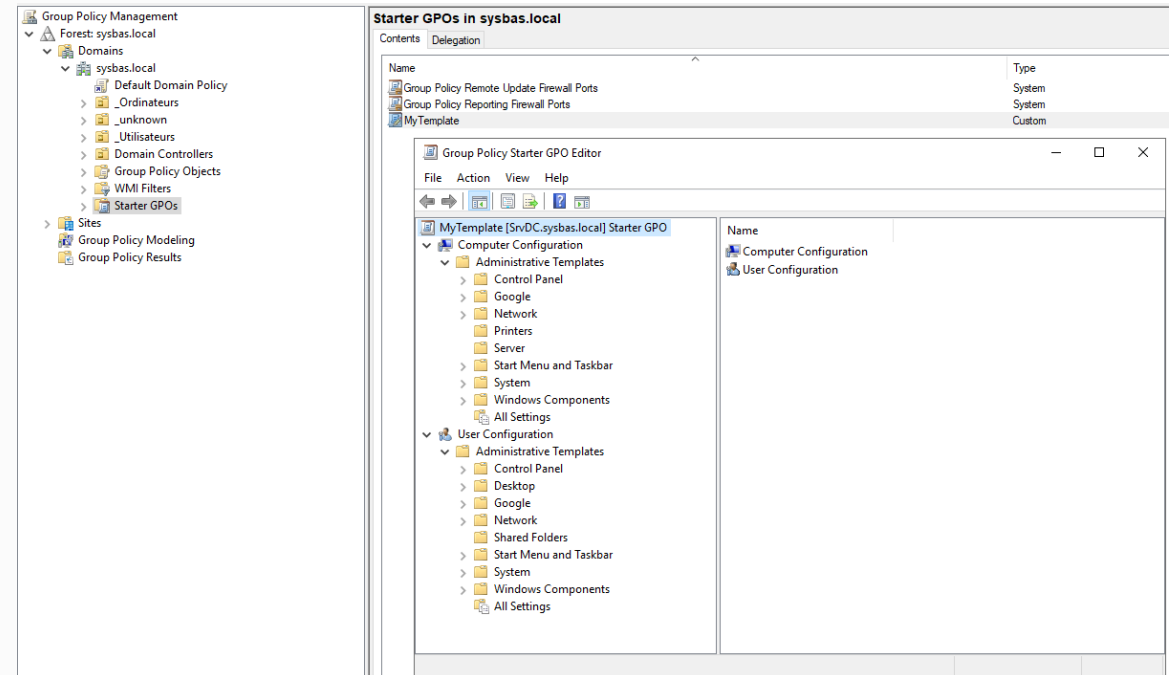 Group Policy Management
Forest: sysbas.local
Domains
sysbas.local
Default Domain Policy
_Ordinateurs
_unknown
_Utilisateurs
Domain Controllers
Group Policy Objects
WMI Filters
Starter GPOs
Sites
Group Policy Modeling
Group Policy Results
Starter GPOs in sysbas.local
Contents Delegation
Name Type
Group Policy Remote Update Firewall Ports System
Group Policy Reporting Firewall Ports System
MyTemplate Custom
Group Policy Starter GPO Editor
File Action View Help
MyTemplate [SrvDC.sysbas.local] Starter GPO
Computer Configuration
Administrative Templates
Control Panel
Google
Network
Printers
Server
Start Menu and Taskbar
System
Windows Components
All Settings
User Configuration
Administrative Templates
Control Panel
Desktop
Google
Network
Shared Folders
Start Menu and Taskbar
System
Windows Components
All Settings
Name
Computer Configuration
User Configuration